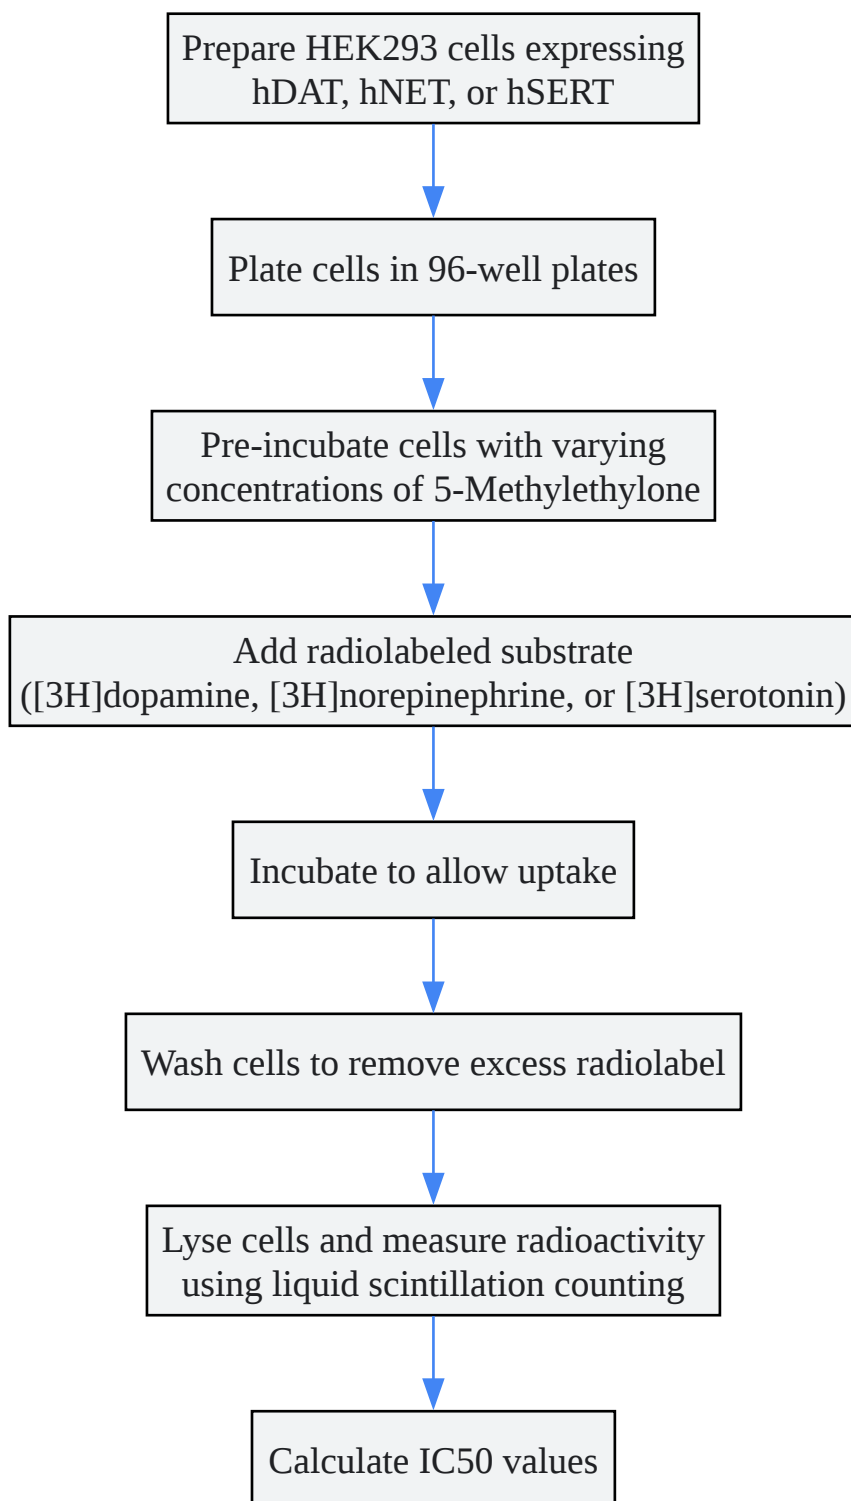 Prepare HEK293 cells expressing
hDAT, hNET, or hSERT
Plate cells in 96-well plates
Pre-incubate cells with varying
concentrations of 5-Methylethylone
Add radiolabeled substrate
([3H]dopamine, [3H]norepinephrine, or [3H]serotonin)
Incubate to allow uptake
Wash cells to remove excess radiolabel
Lyse cells and measure radioactivity
using liquid scintillation counting
Calculate IC50 values